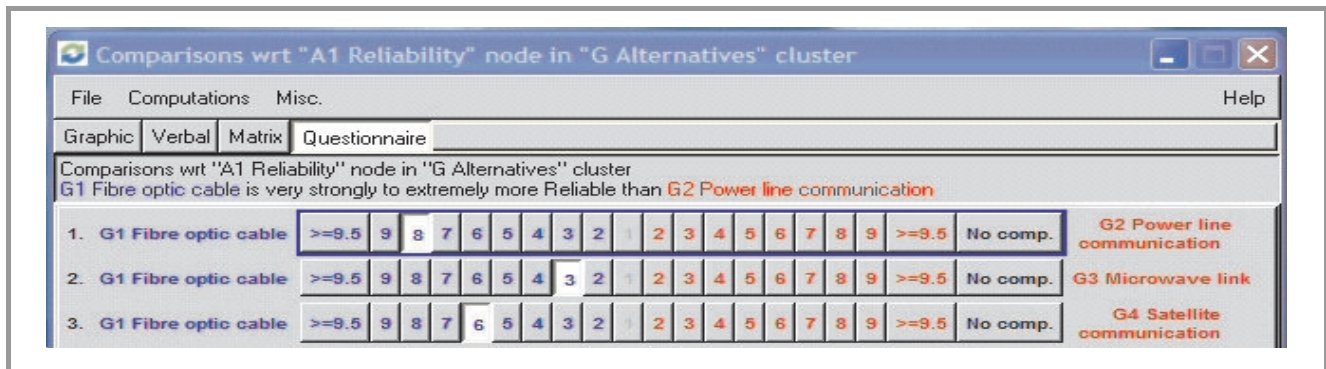 Comparisons wrt "A1 Reliability" node in "G Alternatives" cluster
File Computations Misc. Help
Graphic Verbal Matrix Questionnaire
Comparisons wrt "A1 Reliability" node in "G Alternatives" cluster
G1 Fibre optic cable is very strongly to extremely more Reliable than G2 Power line communication
1. G1 Fibre optic cable >=9.5 9 8 7 6 5 4 3 2 1 2 3 4 5 6 7 8 9 >=9.5 No comp. G2 Power line communication
2. G1 Fibre optic cable >=9.5 9 8 7 6 5 4 3 2 1 2 3 4 5 6 7 8 9 >=9.5 No comp. G3 Microwave link
3. G1 Fibre optic cable >=9.5 9 8 7 6 5 4 3 2 1 2 3 4 5 6 7 8 9 >=9.5 No comp. G4 Satellite communication